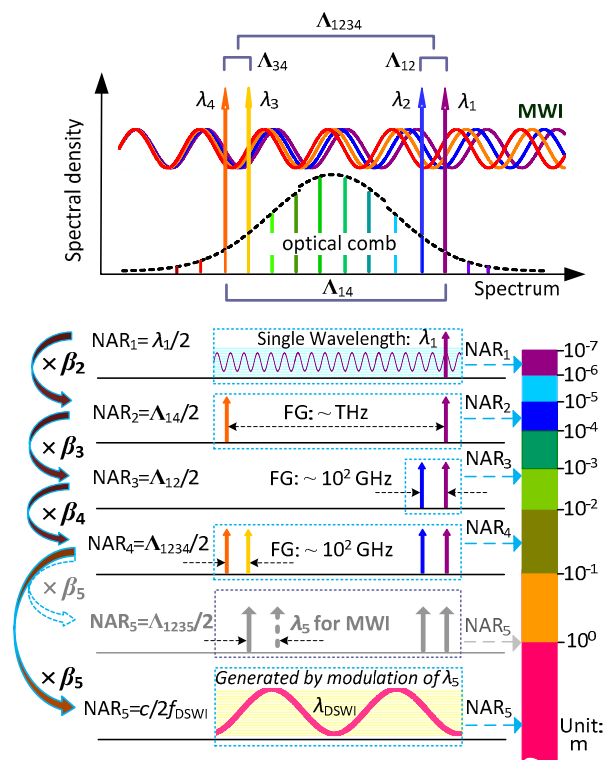 Λ1234
Λ34 Λ12
λ4 λ3 λ2 λ1
MWI
Spectral density
optical comb
Λ14 Spectrum
NAR1= λ1/2 Single Wavelength: λ1 NAR1 10-7
× β2 10-6
NAR2=Λ14/2 FG: ~ THz NAR2 10-5
10-4
× β3
NAR3=Λ12/2 FG: ~ 10² GHz NAR3 10-3
× β4 10-2
NAR4=Λ1234/2 FG: ~ 10² GHz NAR4
10-1
× β5
NAR5=Λ1235/2 λ5 for MWI NAR5 10⁰
× β5 Generated by modulation of λ5
NAR5=c/2fDSWI λDSWI NAR5
Unit:
m